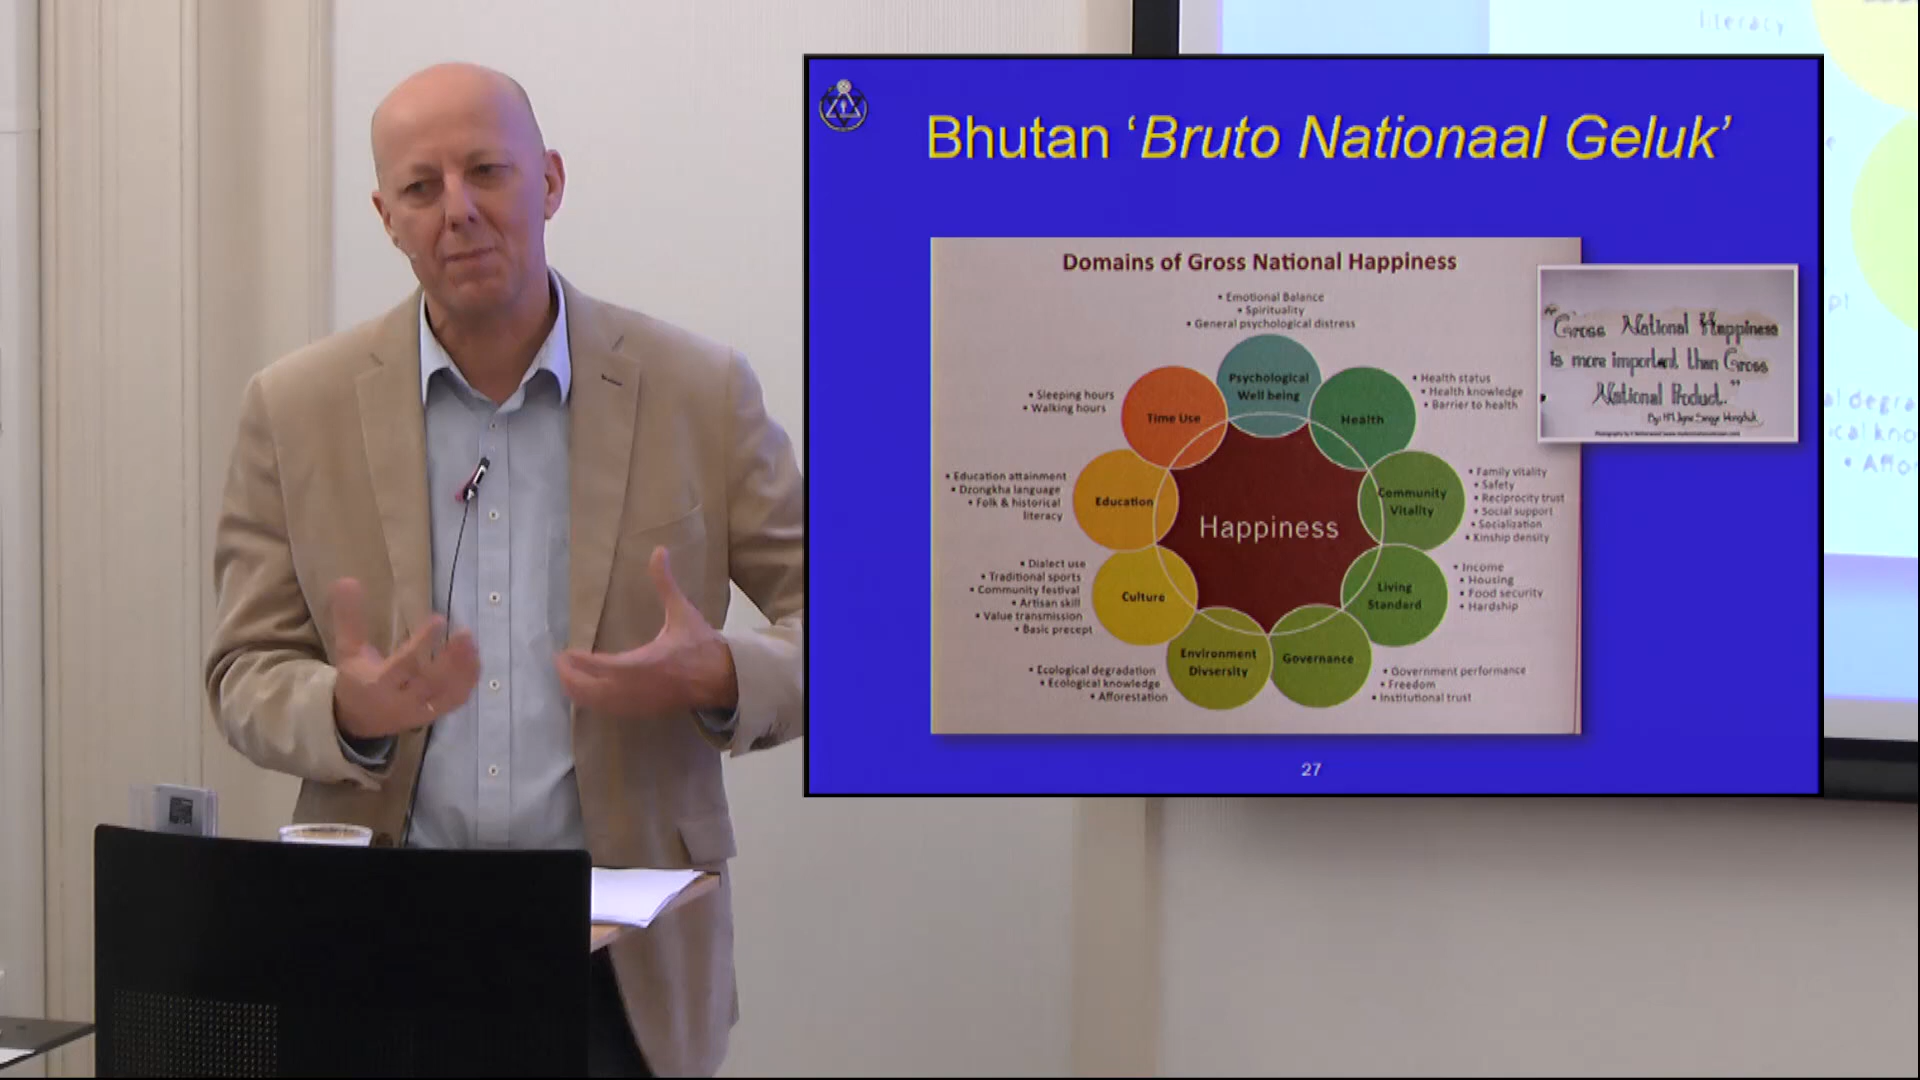 Bhutan ‘Bruto Nationaal Geluk’
Domains of Gross National Happiness
• Emotional Balance
• Spirituality
• General psychological distress
Psychological
Well being
• Sleeping hours
• Walking hours
Time Use
Health
• Health status
• Health knowledge
• Barrier to health
• Education attainment
• Dzongkha language
• Folk & historical
literacy
Education
Community
Vitality
• Family vitality
• Safety
• Reciprocity trust
• Social support
• Socialization
• Kinship density
Happiness
• Dialect use
• Traditional sports
• Community festival
• Artisan skill
• Value transmission
• Basic precept
Culture
Living
Standard
• Income
• Housing
• Food security
• Hardship
• Ecological degradation
• Ecological knowledge
• Afforestation
Environment
Divsersity
Governance
• Government performance
• Freedom
• Institutional trust
"Gross National Happiness
is more important than Gross
National Product."
27
literacy